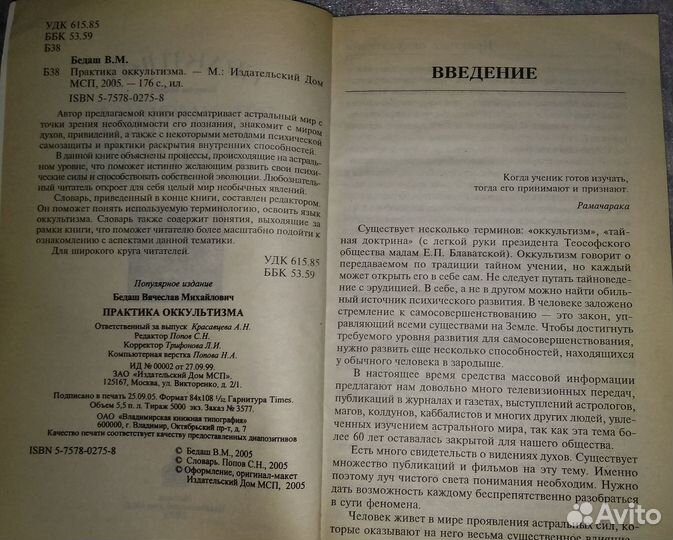 УДК 615.85
ББК 53.59
Б38
Бедаш В.М.
Б38 Практика оккультизма. — М.: Издательский Дом
МСП, 2005. — 176 с., ил.
ISBN 5-7578-0275-8
Автор предлагаемой книги рассматривает астральный мир с
точки зрения необходимости его познания, знакомит с миром
духов, привидений, а также с некоторыми методами психической
самозащиты и практики раскрытия внутренних способностей.
В данной книге объяснены процессы, происходящие на астраль-
ном уровне, что поможет истинно желающим развить свои психи-
ческие силы и способствовать собственной эволюции. Любознатель-
ный читатель откроет для себя целый мир необычных явлений.
Словарь, приведенный в конце книги, составлен редактором.
Он поможет понять используемую терминологию, освоить язык
оккультизма. Словарь также содержит понятия, выходящие за
рамки книги, что поможет читателю более масштабно подойти к
ознакомлению с аспектами данной тематики.
Для широкого круга читателей.
УДК 615.85
ББК 53.59
Популярное издание
Бедаш Вячеслав Михайлович
ПРАКТИКА ОККУЛЬТИЗМА
Ответственный за выпуск Красавцева А.Н.
Редактор Попов С.Н.
Корректор Трифонова Л.И.
Компьютерная верстка Попова Н.А.
ИД № 00002 от 27.09.99.
ЗАО «Издательский Дом МСП».
125167, Москва, ул. Викторенко, д. 2/1.
Подписано в печать 25.09.05. Формат 84x108 1/32 Гарнитура Times.
Объем 5,5 п. л. Тираж 5000 экз. Заказ № 3577.
ОАО «Владимирская книжная типография»
600000, г. Владимир, Октябрьский пр-т, д. 7
Качество печати соответствует качеству предоставленных диапозитивов
© Бедаш В.М., 2005
ISBN 5-7578-0275-8 © Словарь. Попов С.Н., 2005
© Оформление, оригинал-макет
Издательский Дом МСП, 2005
ВВЕДЕНИЕ
Когда ученик готов изучать,
тогда его принимают и признают.
Рамачарака
Существует несколько терминов: «оккультизм», «тай-
ная доктрина» (с легкой руки президента Теософского
общества мадам Е.П. Блаватской). Оккультизм говорит о
передаваемом по традиции тайном учении, но каждый
может открыть его в себе сам. Не следует путать тайноведе-
ние с эрудицией. В себе, а не в другом можно найти обиль-
ный источник психического развития. В человеке заложено
стремление к самосовершенствованию — это закон, уп-
равляющий всеми существами на Земле. Чтобы достигнуть
требуемого уровня развития для самосовершенствования,
нужно развить еще несколько способностей, находящихся
у обычного человека в зародыше.
В настоящее время средства массовой информации
предлагают нам довольно много телевизионных передач,
публикаций в журналах и газетах, выступлений астрологов,
магов, колдунов, каббалистов и многих других людей, увле-
ченных изучением астрального мира, так как эта тема более
60 лет оставалась закрытой для нашего общества.
Есть много свидетельств о видениях духов. Существует
множество публикаций и фильмов на эту тему. Именно
поэтому луч чистого света понимания необходим. Нужно
дать возможность каждому беспрепятственно разобраться
в сути феномена.
Человек живет в мире проявления астральных сил, ко-
торые оказывают на него весьма существенное влияние
Avito